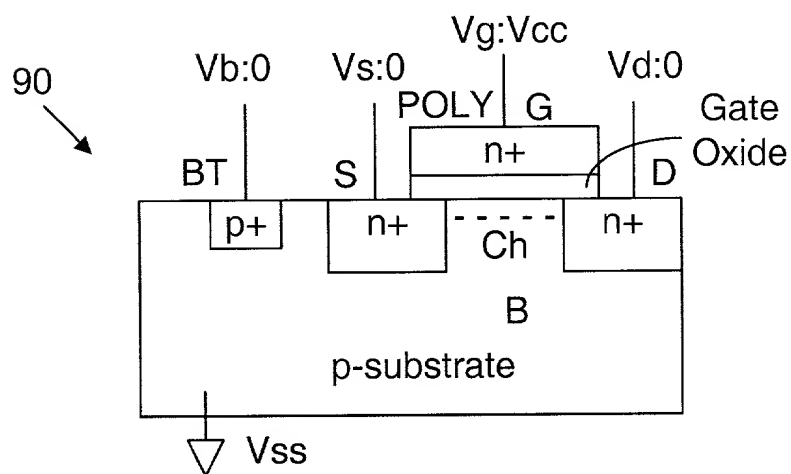 Vg:Vcc
90
Vb:0
Vs:0
Vd:0
POLY
G
Gate
Oxide
BT
S
n+
D
p+
n+
n+
Ch
B
p-substrate
Vss